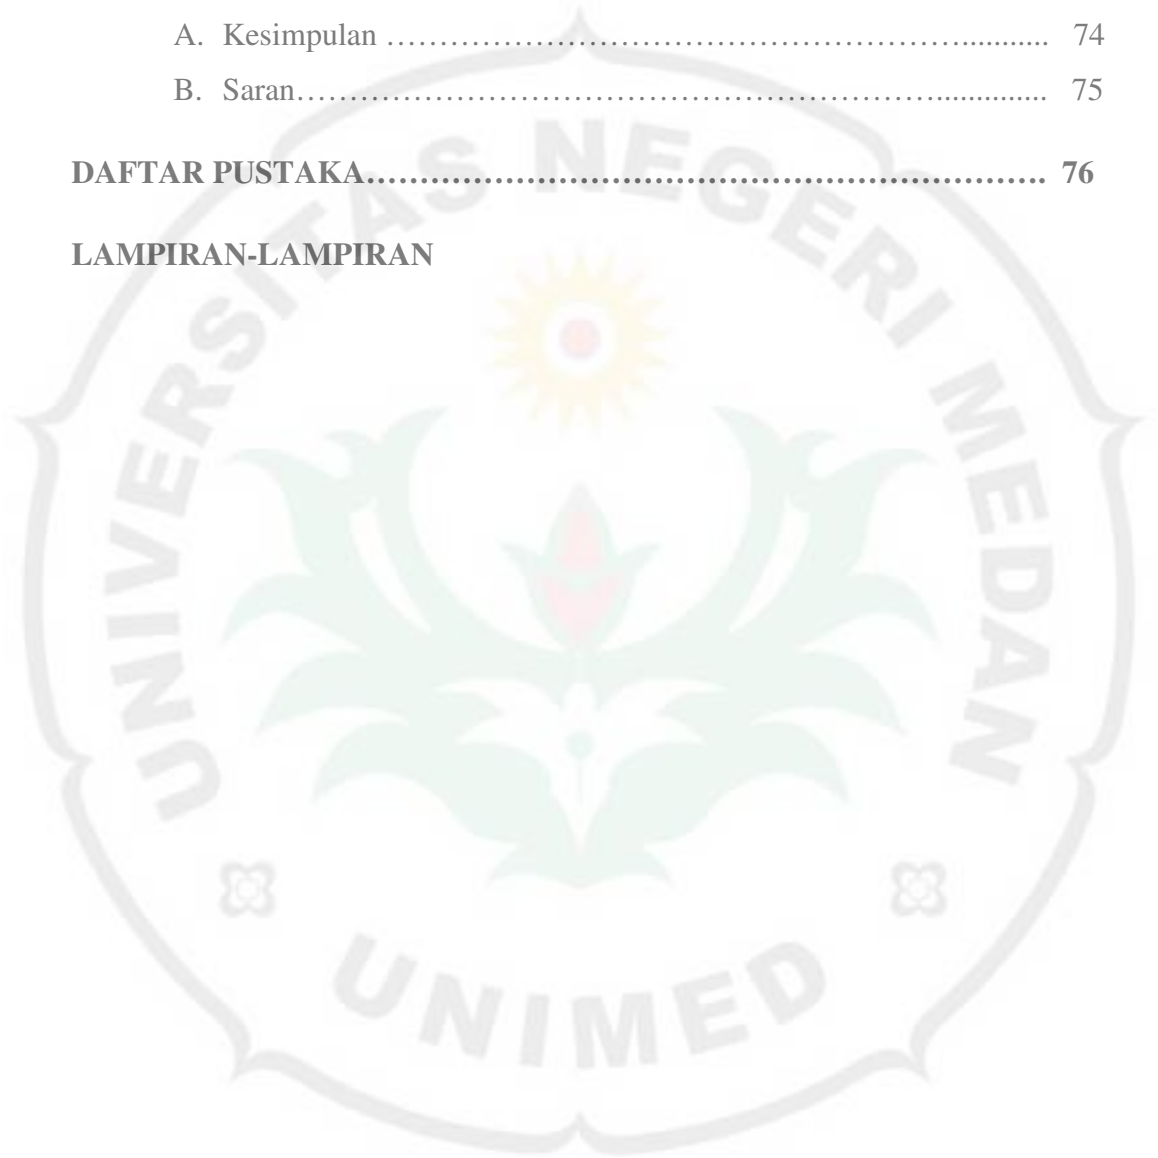 A. Kesimpulan ……………………………………………………........... 74
B. Saran…………………………………………………………............. 75
DAFTAR PUSTAKA……………………………………………………………. 76
LAMPIRAN-LAMPIRAN
UNIVERSITAS NEGERI MEDAN
UNIMED